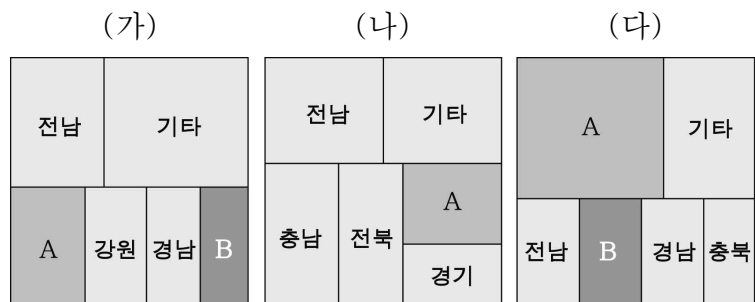 (가) (나) (다)
전남 기타 전남 기타 A 기타
A 강원 경남 B 충남 전북 A 경기 전남 B 경남 충북